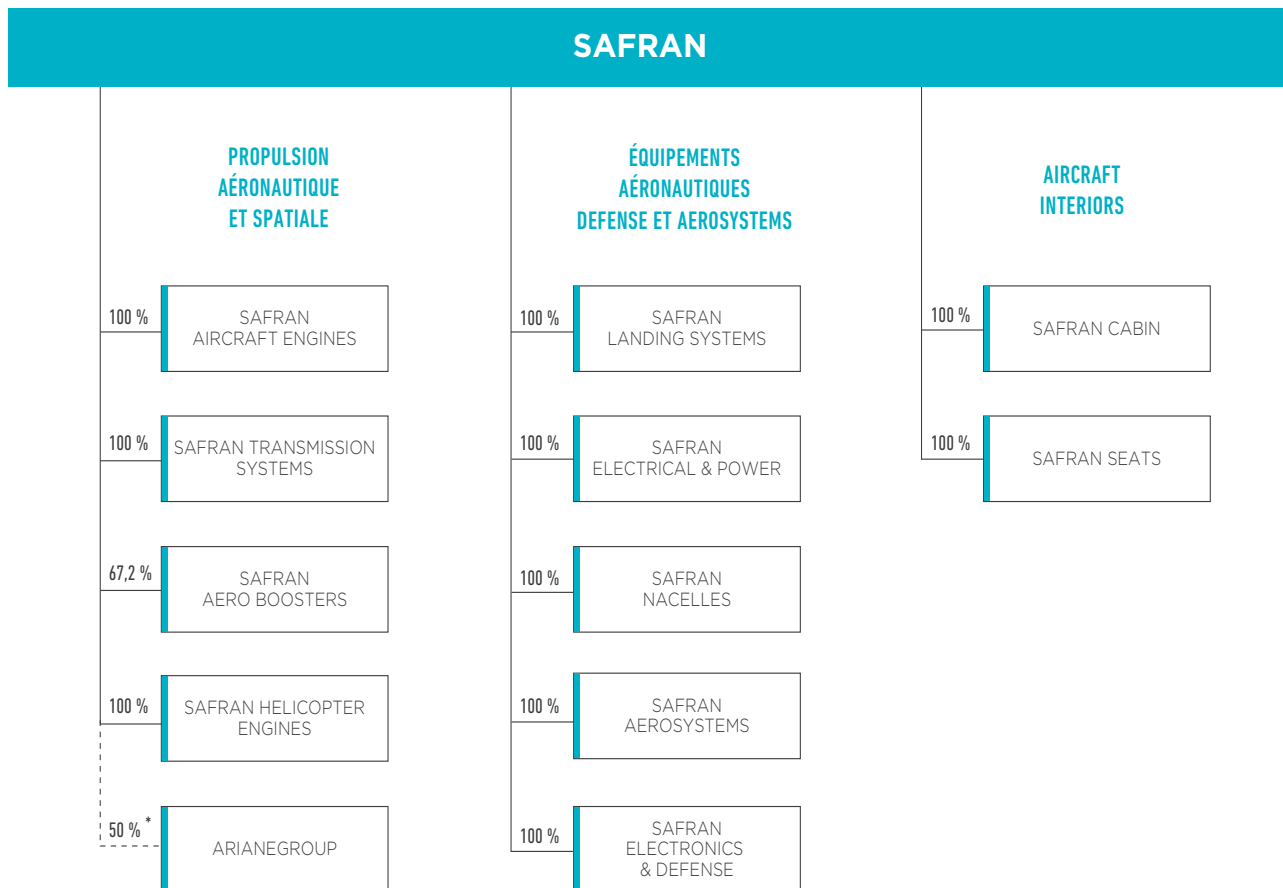 SAFRAN
PROPULSION
AÉRONAUTIQUE
ET SPATIALE
100 %
SAFRAN
AIRCRAFT ENGINES
100 %
SAFRAN TRANSMISSION
SYSTEMS
67,2 %
SAFRAN
AERO BOOSTERS
100 %
SAFRAN HELICOPTER
ENGINES
50 % *
ARIANEGROUP
ÉQUIPEMENTS
AÉRONAUTIQUES
DEFENSE ET AEROSYSTEMS
100 %
SAFRAN
LANDING SYSTEMS
100 %
SAFRAN
ELECTRICAL & POWER
100 %
SAFRAN
NACELLES
100 %
SAFRAN
AEROSYSTEMS
100 %
SAFRAN
ELECTRONICS
& DEFENSE
AIRCRAFT
INTERIORS
100 %
SAFRAN CABIN
100 %
SAFRAN SEATS